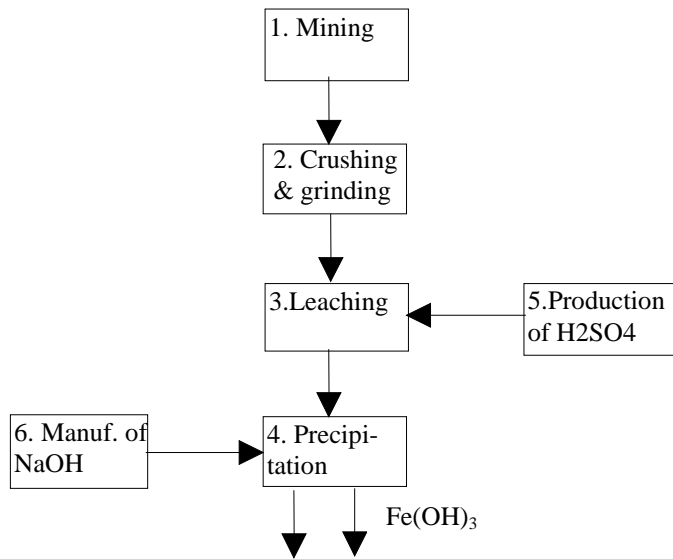 1. Mining
2. Crushing
& grinding
3.Leaching
5.Production
of H2SO4
6. Manuf. of
NaOH
4. Precipi-
tation
Fe(OH)₃